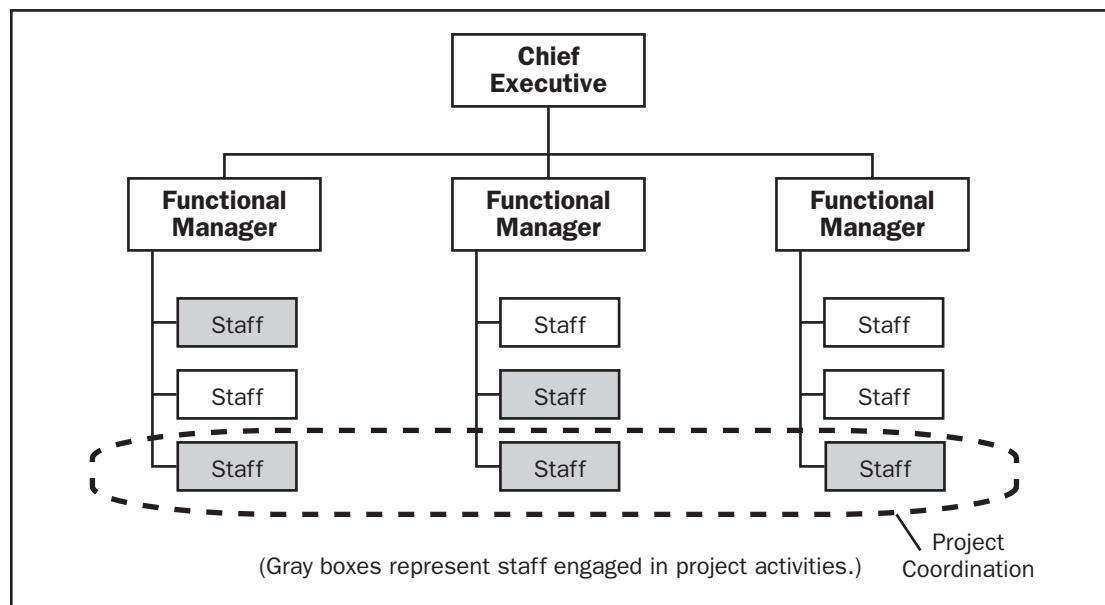 Chief
Executive
Functional
Manager
Functional
Manager
Functional
Manager
Staff
Staff
Staff
Staff
Staff
Staff
Staff
Staff
Staff
(Gray boxes represent staff engaged in project activities.)
Project
Coordination